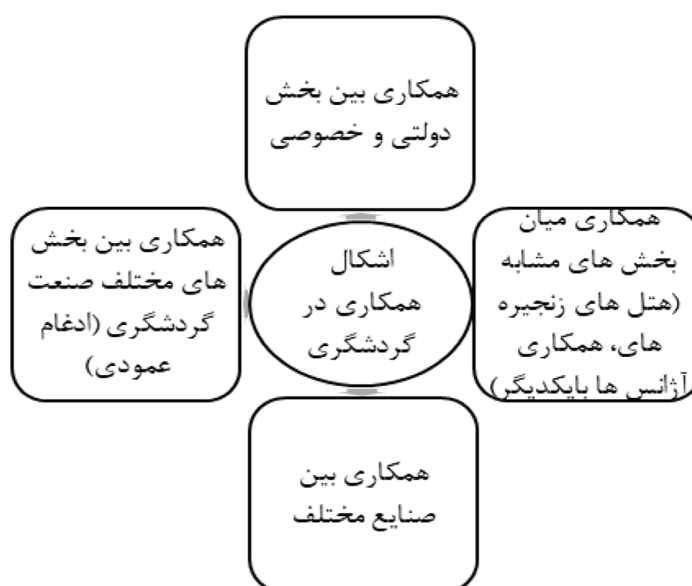 همکاری بین بخش
دولتی و خصوصی
همکاری میان
بخش های مشابه
(هتل های زنجیره
های، همکاری
آژانس ها بایکدیگر)
اشکال
همکاری در
گردشگری
همکاری بین بخش
های مختلف صنعت
گردشگری (ادغام
عمودی)
همکاری بین
صنایع مختلف